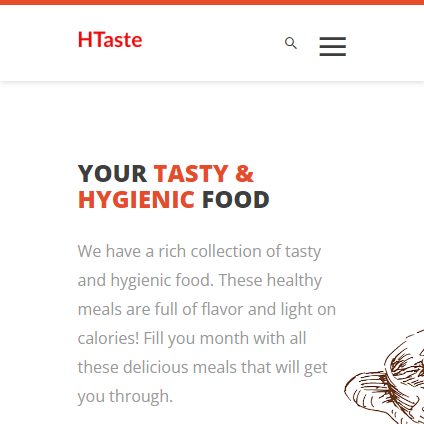 HTaste
YOUR TASTY &
HYGIENIC FOOD
We have a rich collection of tasty
and hygienic food. These healthy
meals are full of flavor and light on
calories! Fill you month with all
these delicious meals that will get
you through.